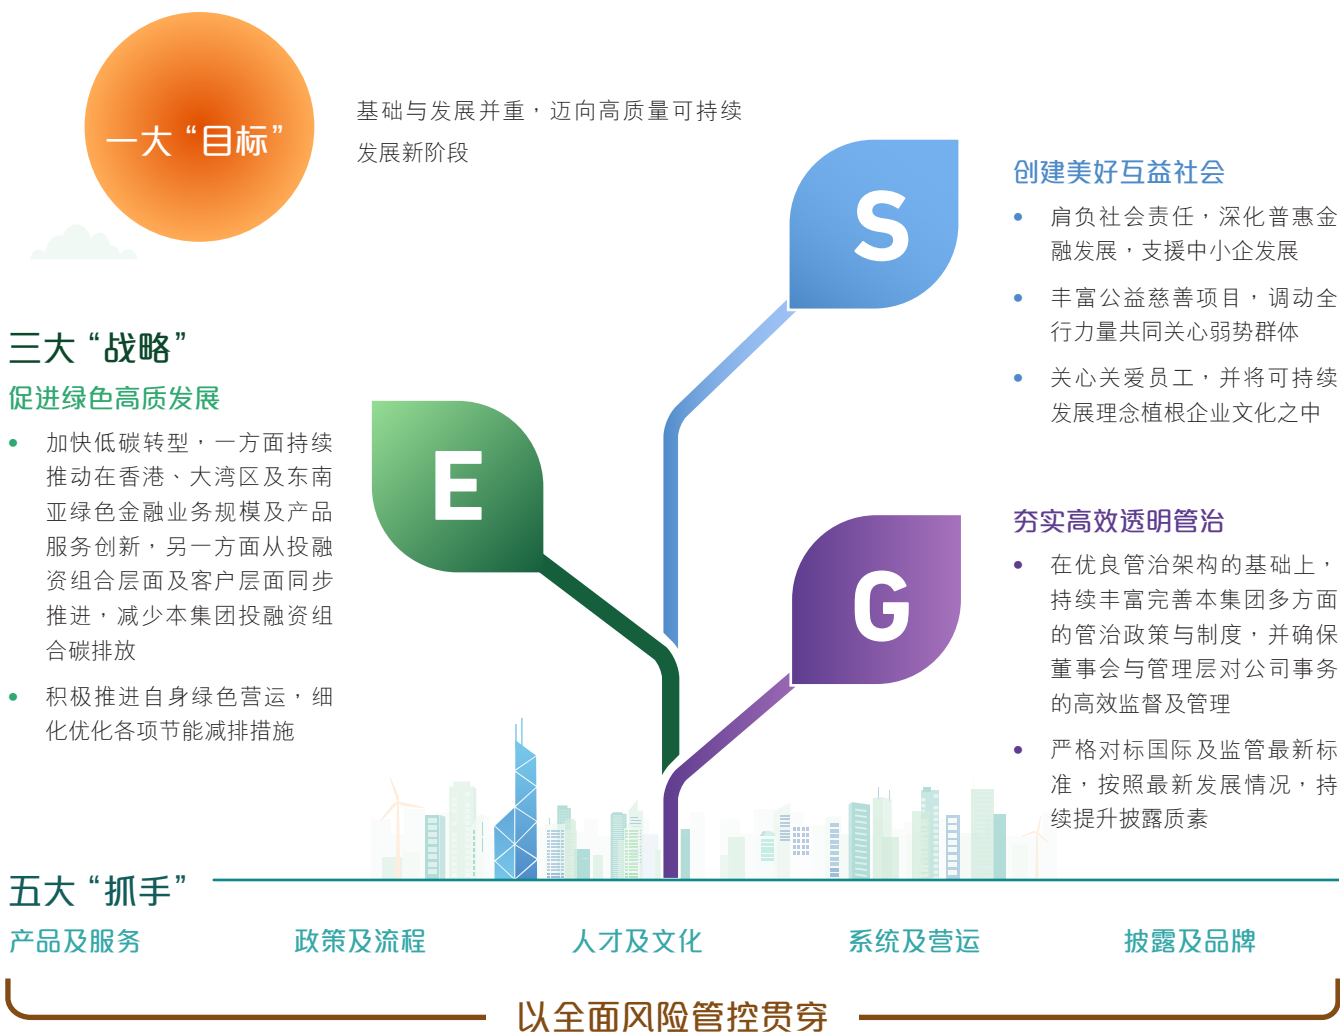 一大“目标”
基础与发展并重，迈向高质量可持续
发展新阶段
S
创建美好互益社会
• 肩负社会责任，深化普惠金
融发展，支援中小企发展
• 丰富公益慈善项目，调动全
行力量共同关心弱势群体
• 关心关爱员工，并将可持续
发展理念植根企业文化之中
三大“战略”
促进绿色高质发展
• 加快低碳转型，一方面持续
推动在香港、大湾区及东南
亚绿色金融业务规模及产品
服务创新，另一方面从投融
资组合层面及客户层面同步
推进，减少本集团投融资组
合碳排放
• 积极推进自身绿色营运，细
化优化各项节能减排措施
E
G
夯实高效透明管治
• 在优良管治架构的基础上，
持续丰富完善本集团多方面
的管治政策与制度，并确保
董事会与管理层对公司事务
的高效监督及管理
• 严格对标国际及监管最新标
准，按照最新发展情况，持
续提升披露质素
五大“抓手”
产品及服务
政策及流程
人才及文化
系统及营运
披露及品牌
以全面风险管控贯穿